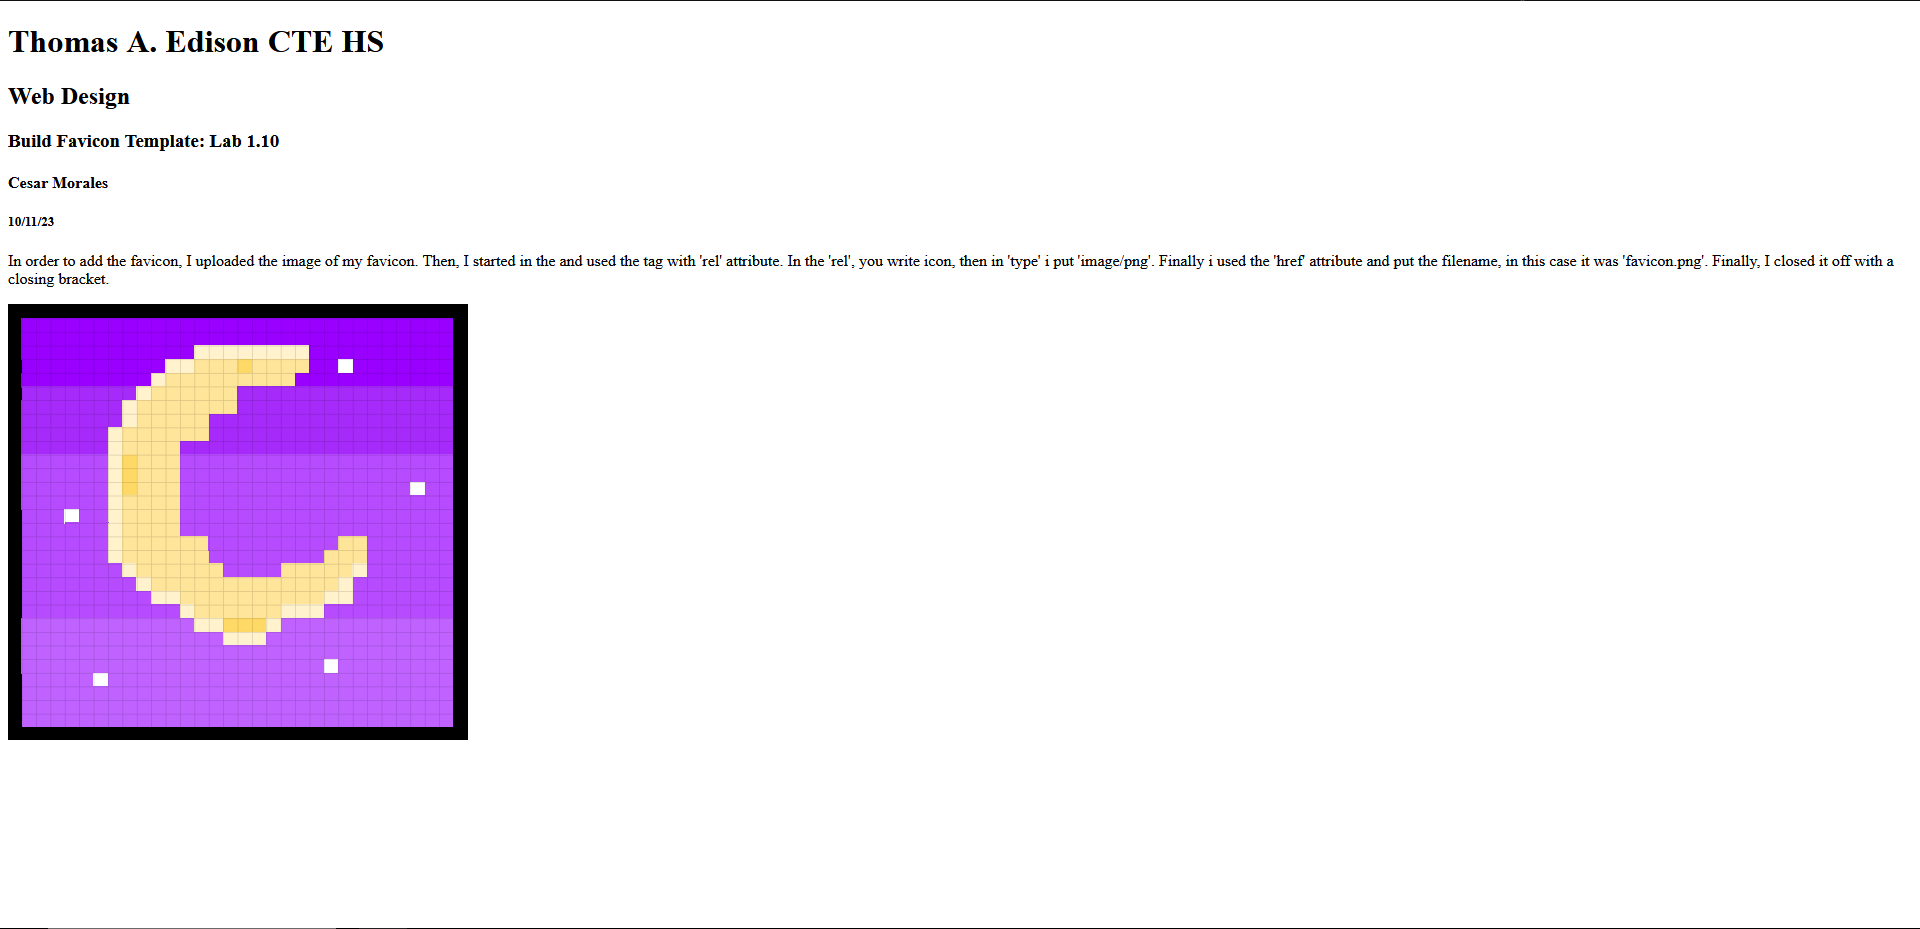 Thomas A. Edison CTE HS
Web Design
Build Favicon Template: Lab 1.10
Cesar Morales
10/11/23
In order to add the favicon, I uploaded the image of my favicon. Then, I started in the and used the tag with 'rel' attribute. In the 'rel', you write icon, then in 'type' i put 'image/png'. Finally i used the 'href' attribute and put the filename, in this case it was 'favicon.png'. Finally, I closed it off with a
closing bracket.